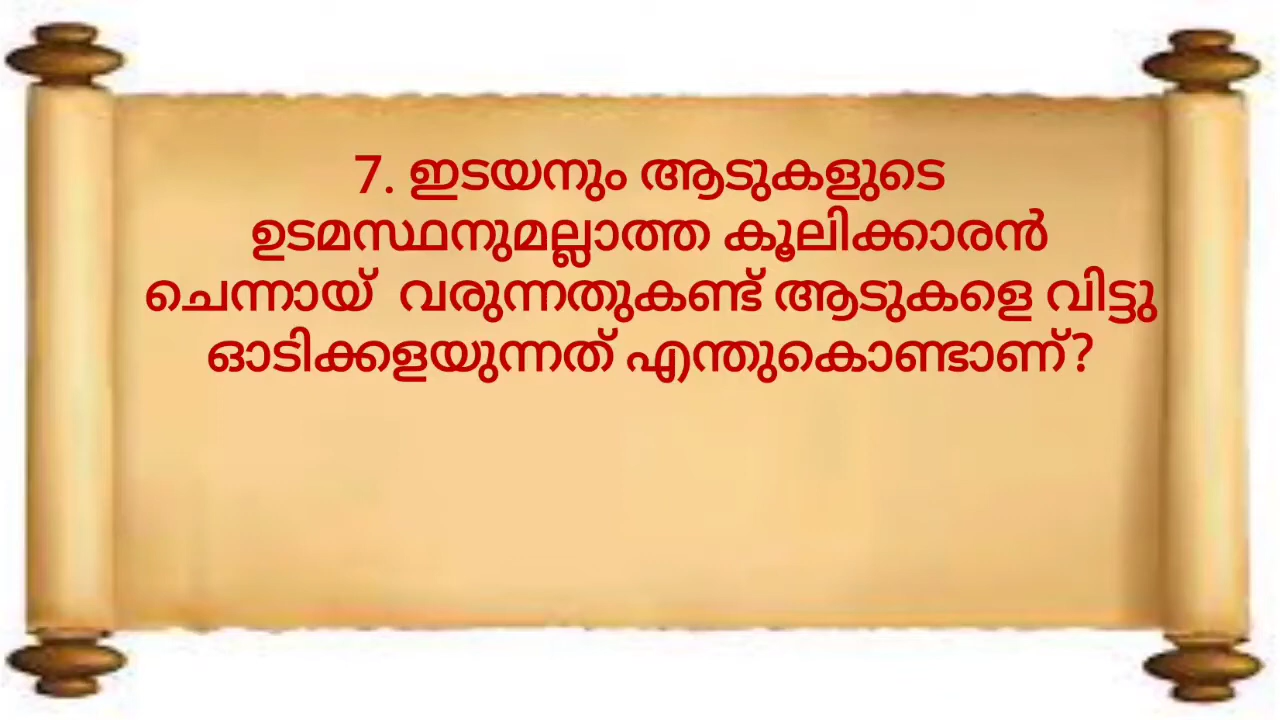 7. ഇടയനും ആടുകളുടെ
ഉടമസ്ഥനുമല്ലാത്ത കൂലിക്കാരൻ
ചെന്നായ്  വരുന്നതുകണ്ട് ആടുകളെ വിട്ടു
ഓടിക്കളയുന്നത് എന്തുകൊണ്ടാണ്?